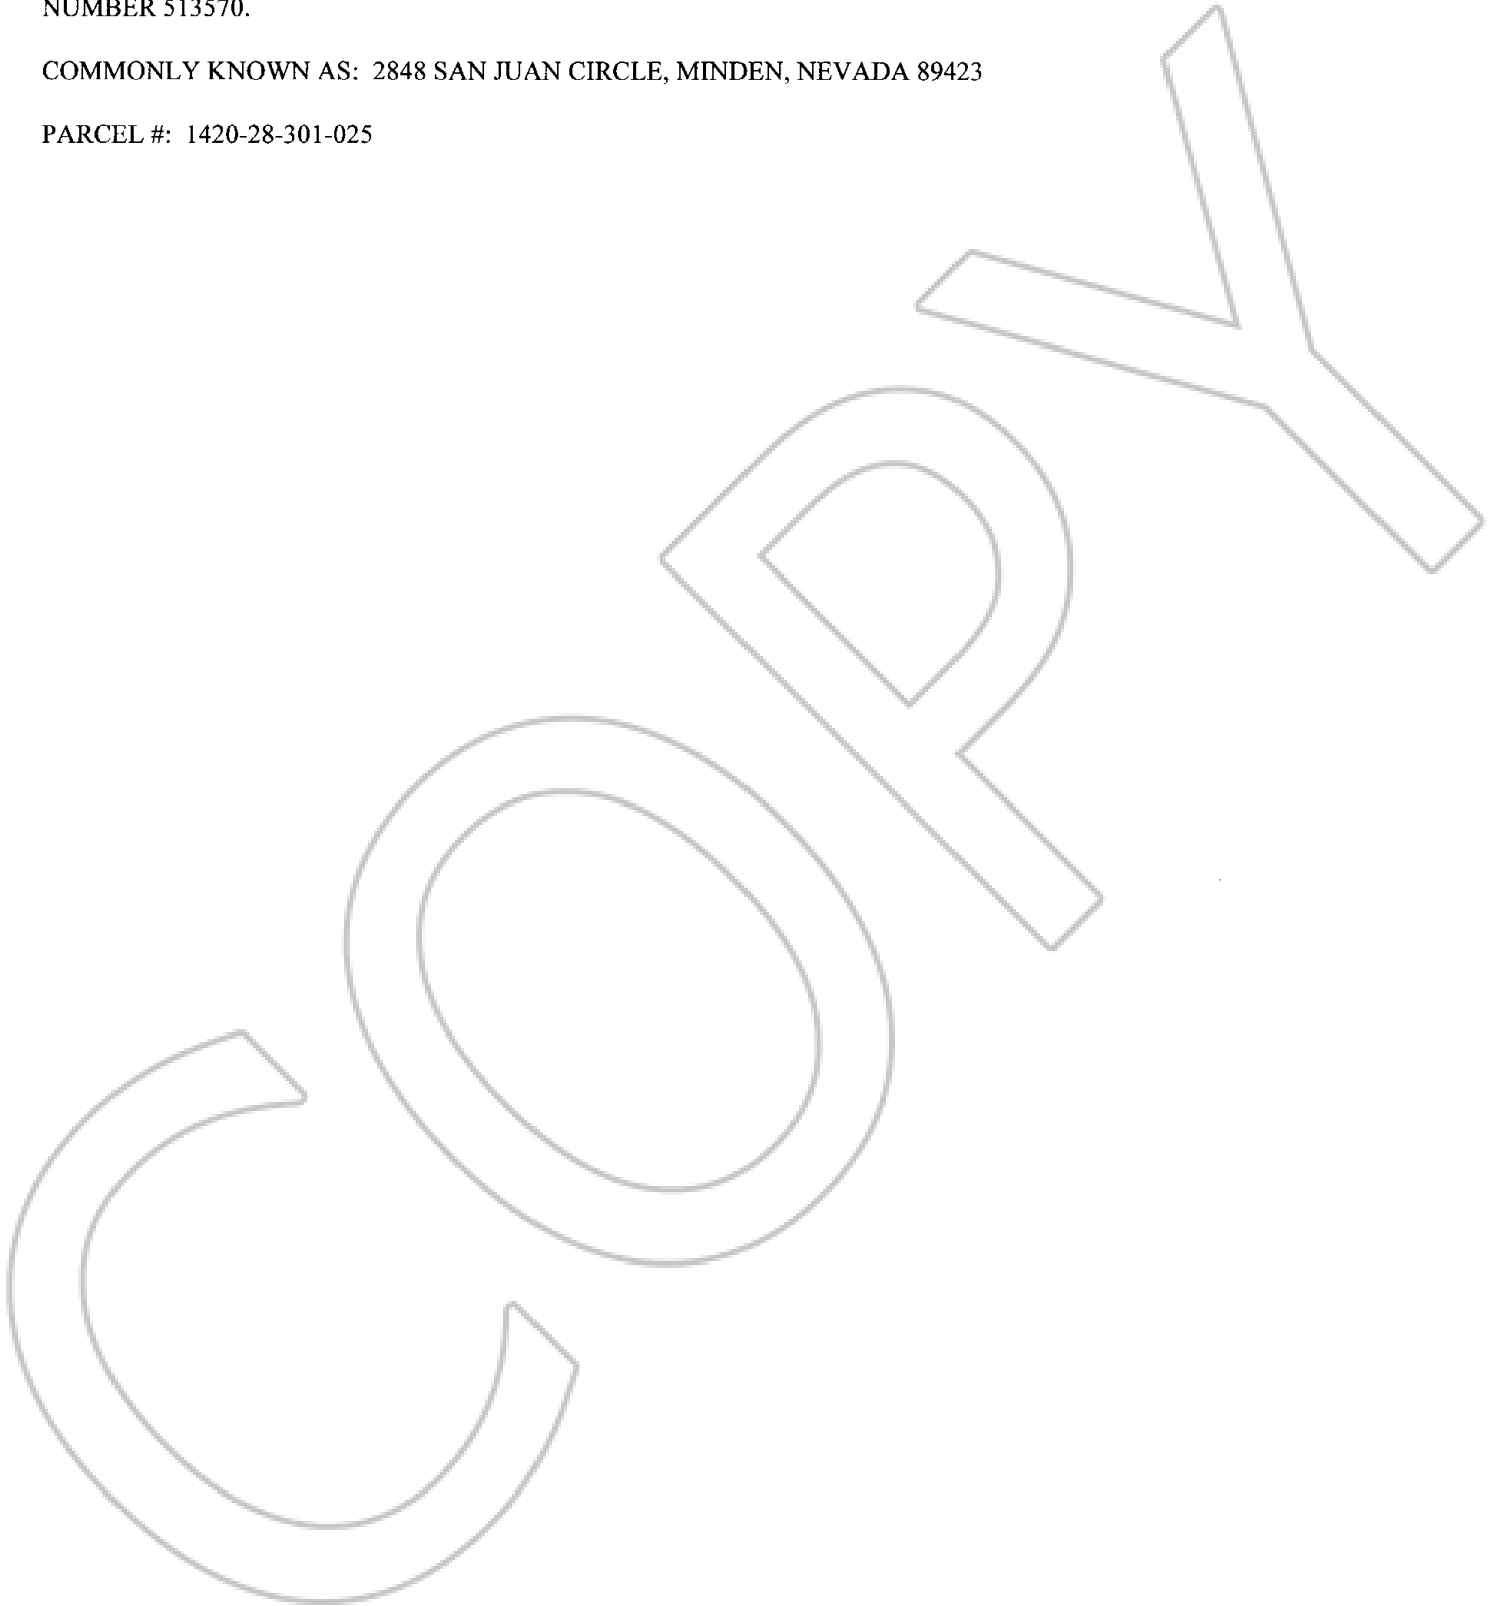 NUMBER 513570.
COMMONLY KNOWN AS: 2848 SAN JUAN CIRCLE, MINDEN, NEVADA 89423
PARCEL #: 1420-28-301-025
COPY